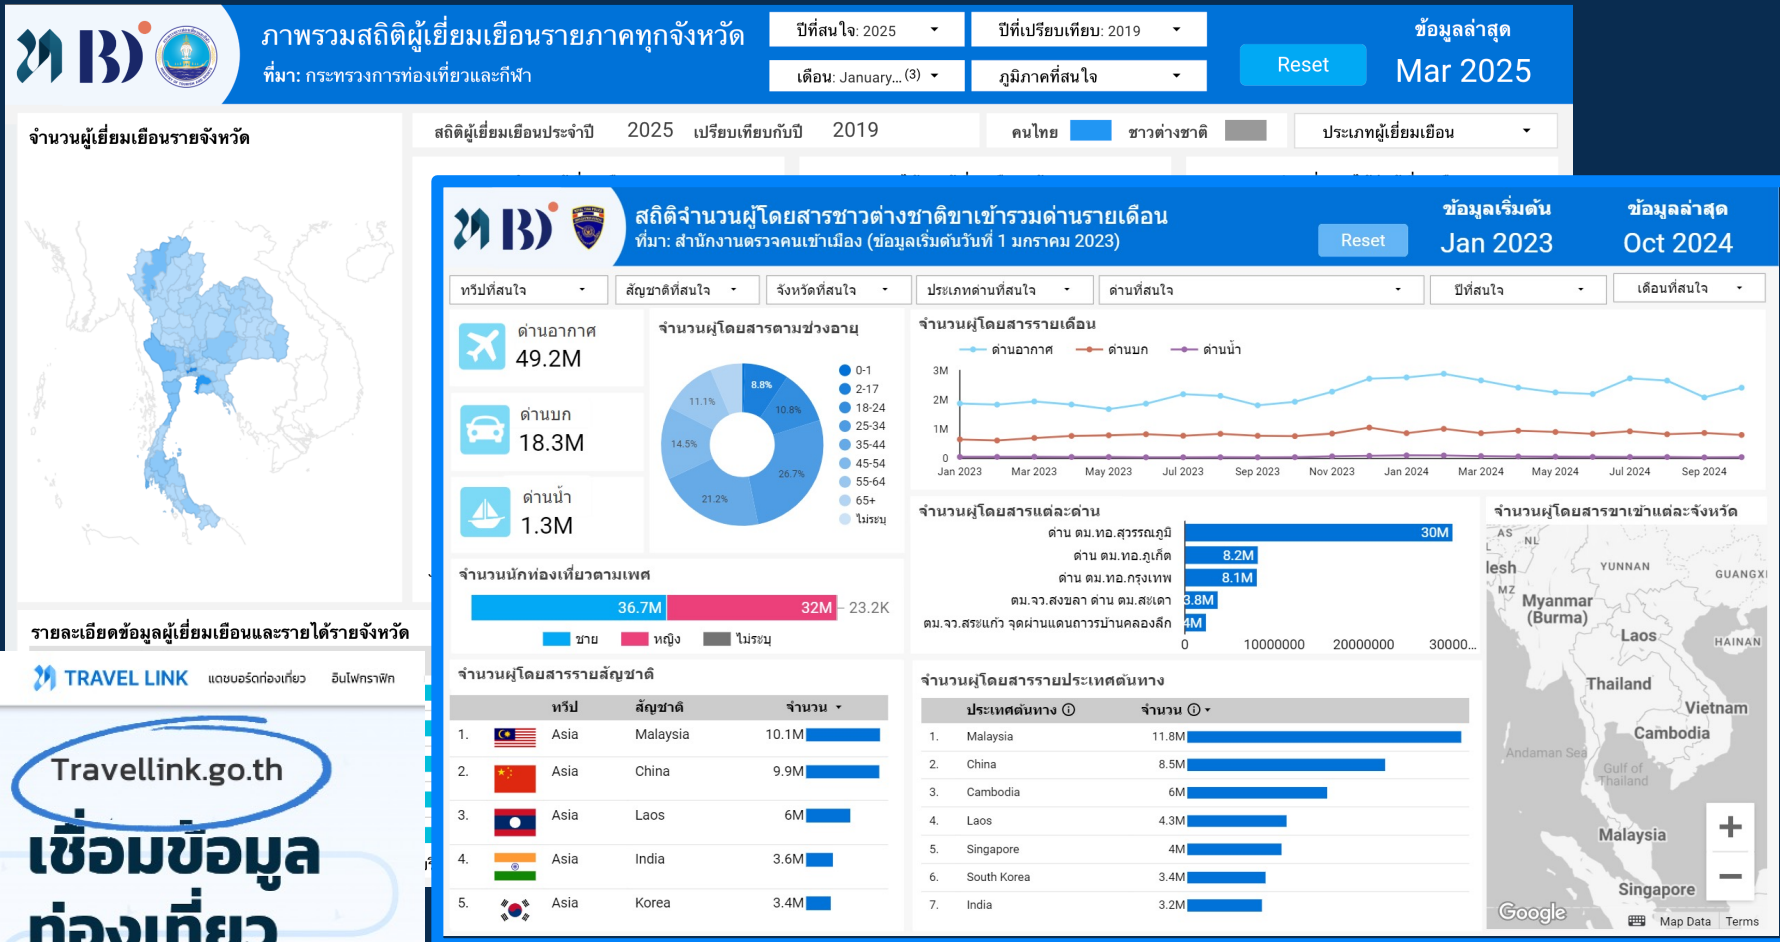 BD
ภาพรวมสถิติผู้เยี่ยมเยือนรายภาคทุกจังหวัด
ที่มา: กระทรวงการท่องเที่ยวและกีฬา
ปีที่สนใจ: 2025
ปีที่เปรียบเทียบ: 2019
เดือน: January... (3)
ภูมิภาคที่สนใจ
Reset
ข้อมูลล่าสุด
Mar 2025
จำนวนผู้เยี่ยมเยือนรายจังหวัด
สถิติผู้เยี่ยมเยือนประจำปี 2025 เปรียบเทียบกับปี 2019
คนไทย ชาวต่างชาติ
ประเภทผู้เยี่ยมเยือน
รายละเอียดข้อมูลผู้เยี่ยมเยือนและรายได้รายจังหวัด
BD
สถิติจำนวนผู้โดยสารชาวต่างชาติขาเข้ารวมด่านรายเดือน
ที่มา: สำนักงานตรวจคนเข้าเมือง (ข้อมูลเริ่มต้นวันที่ 1 มกราคม 2023)
Reset
ข้อมูลเริ่มต้น
Jan 2023
ข้อมูลล่าสุด
Oct 2024
ทวีปที่สนใจ สัญชาติที่สนใจ จังหวัดที่สนใจ ประเภทด่านที่สนใจ ด่านที่สนใจ ปีที่สนใจ เดือนที่สนใจ
ด่านอากาศ
49.2M
ด่านบก
18.3M
ด่านน้ำ
1.3M
จำนวนผู้โดยสารตามช่วงอายุ
8.8%
10.8%
26.7%
21.2%
14.5%
11.1%
0-1
2-17
18-24
25-34
35-44
45-54
55-64
65+
ไม่ระบุ
จำนวนผู้โดยสารรายเดือน
ด่านอากาศ ด่านบก ด่านน้ำ
3M
2M
1M
0
Jan 2023 Mar 2023 May 2023 Jul 2023 Sep 2023 Nov 2023 Jan 2024 Mar 2024 May 2024 Jul 2024 Sep 2024
จำนวนนักท่องเที่ยวตามเพศ
36.7M 32M 23.2K
ชาย หญิง ไม่ระบุ
จำนวนผู้โดยสารแต่ละด่าน
ด่าน ตม.ทอ.สุวรรณภูมิ 30M
ด่าน ตม.ทอ.ภูเก็ต 8.2M
ด่าน ตม.ทอ.กรุงเทพ 8.1M
ตม.จว.สงขลา ด่าน ตม.สะเดา 3.8M
ตม.จว.สระแก้ว จุดผ่านแดนถาวรบ้านคลองลึก 4M
0 10000000 20000000 30000...
จำนวนผู้โดยสารขาเข้าแต่ละจังหวัด
AS
NL
lesh
MZ
YUNNAN
GUANGXI
Myanmar
(Burma)
Laos
HAINAN
Thailand
Vietnam
Cambodia
Andaman Sea
Gulf of
Thailand
Malaysia
Singapore
+
−
Google
Map Data Terms
จำนวนผู้โดยสารรายสัญชาติ
ทวีป สัญชาติ จำนวน
1. Asia Malaysia 10.1M
2. Asia China 9.9M
3. Asia Laos 6M
4. Asia India 3.6M
5. Asia Korea 3.4M
จำนวนผู้โดยสารรายประเทศต้นทาง
ประเทศต้นทาง จำนวน
1. Malaysia 11.8M
2. China 8.5M
3. Cambodia 6M
4. Laos 4.3M
5. Singapore 4M
6. South Korea 3.4M
7. India 3.2M
TRAVEL LINK แดชบอร์ดท่องเที่ยว อินโฟกราฟิก
Travellink.go.th
เชื่อมข้อมูล
ท่องเที่ยว